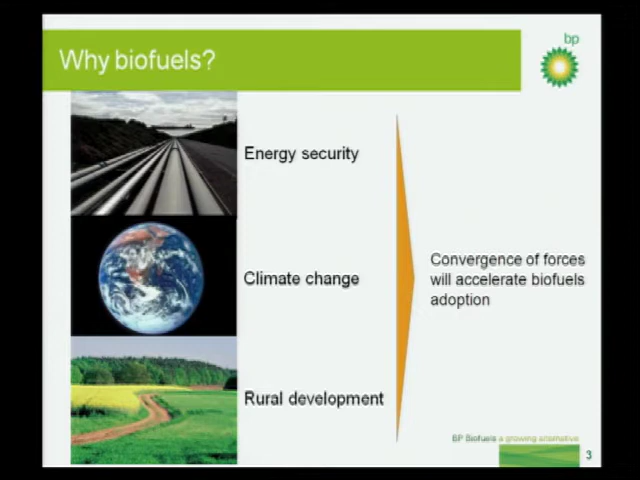 bp
Why biofuels?
Energy security
Climate change
Convergence of forces
will accelerate biofuels
adoption
Rural development
BP Biofuels a growing alternative
3